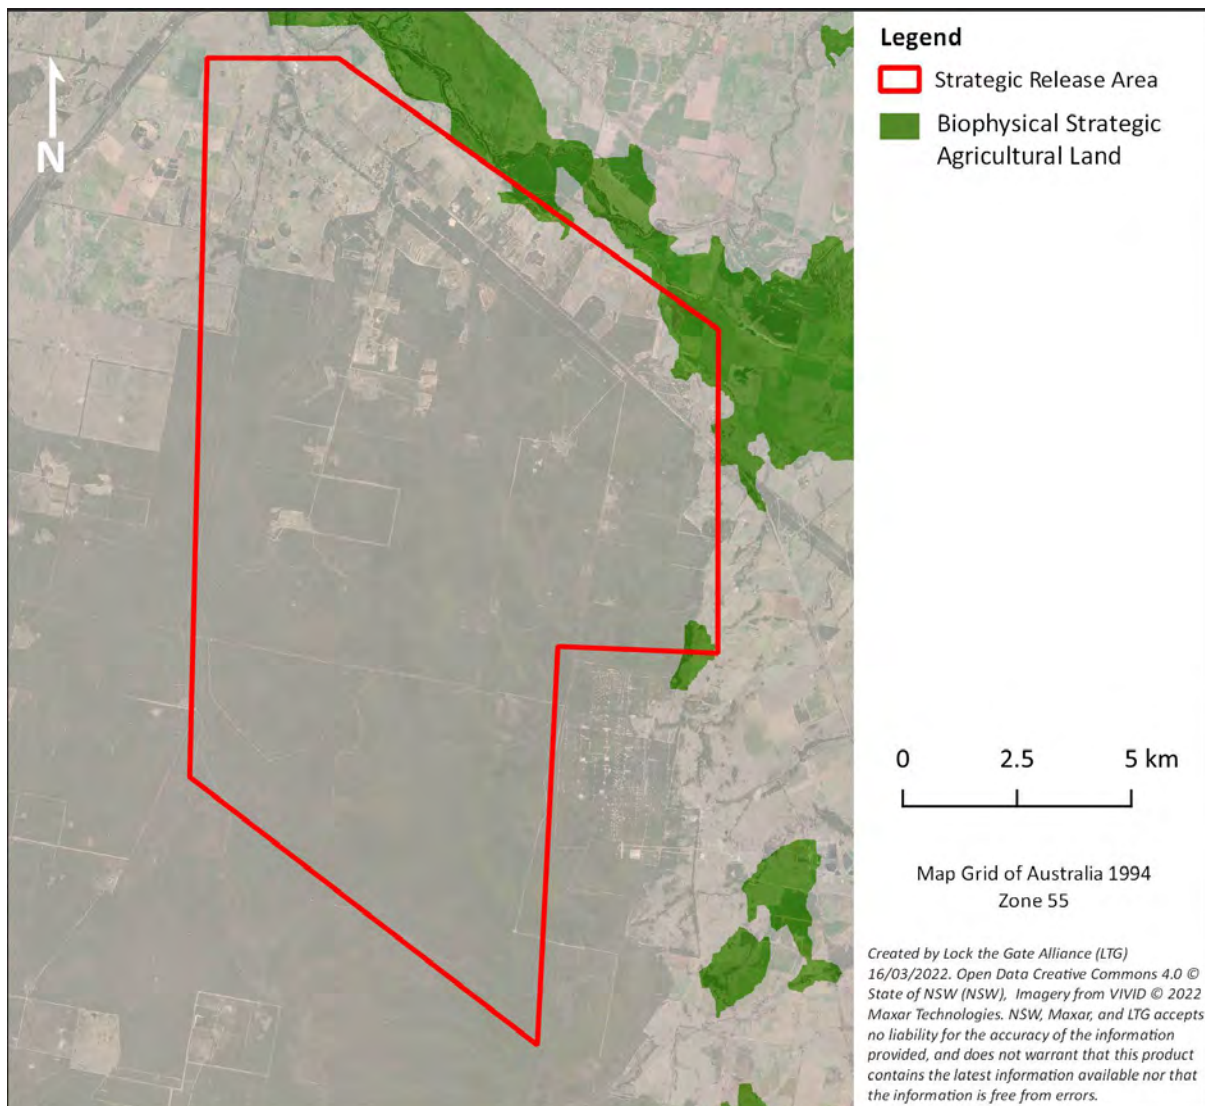 N
Legend
Strategic Release Area
Biophysical Strategic
Agricultural Land
0 2.5 5 km
Map Grid of Australia 1994
Zone 55
Created by Lock the Gate Alliance (LTG)
16/03/2022. Open Data Creative Commons 4.0 ©
State of NSW (NSW), Imagery from VIVID © 2022
Maxar Technologies. NSW, Maxar, and LTG accepts
no liability for the accuracy of the information
provided, and does not warrant that this product
contains the latest information available nor that
the information is free from errors.